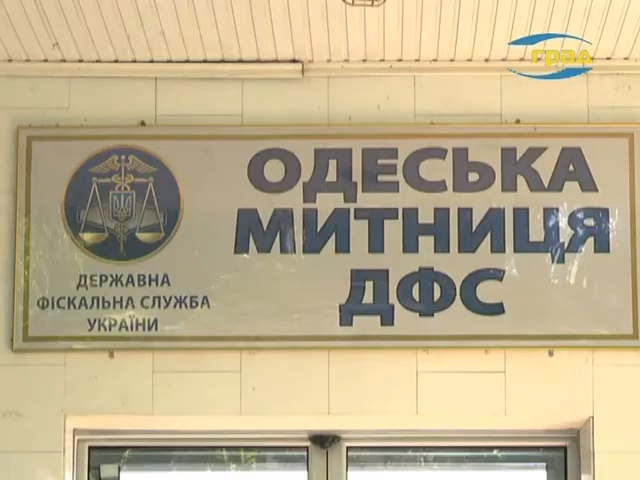 град
ОДЕСЬКА
МИТНИЦЯ
ДФС
ДЕРЖАВНА
ФІСКАЛЬНА СЛУЖБА
УКРАЇНИ